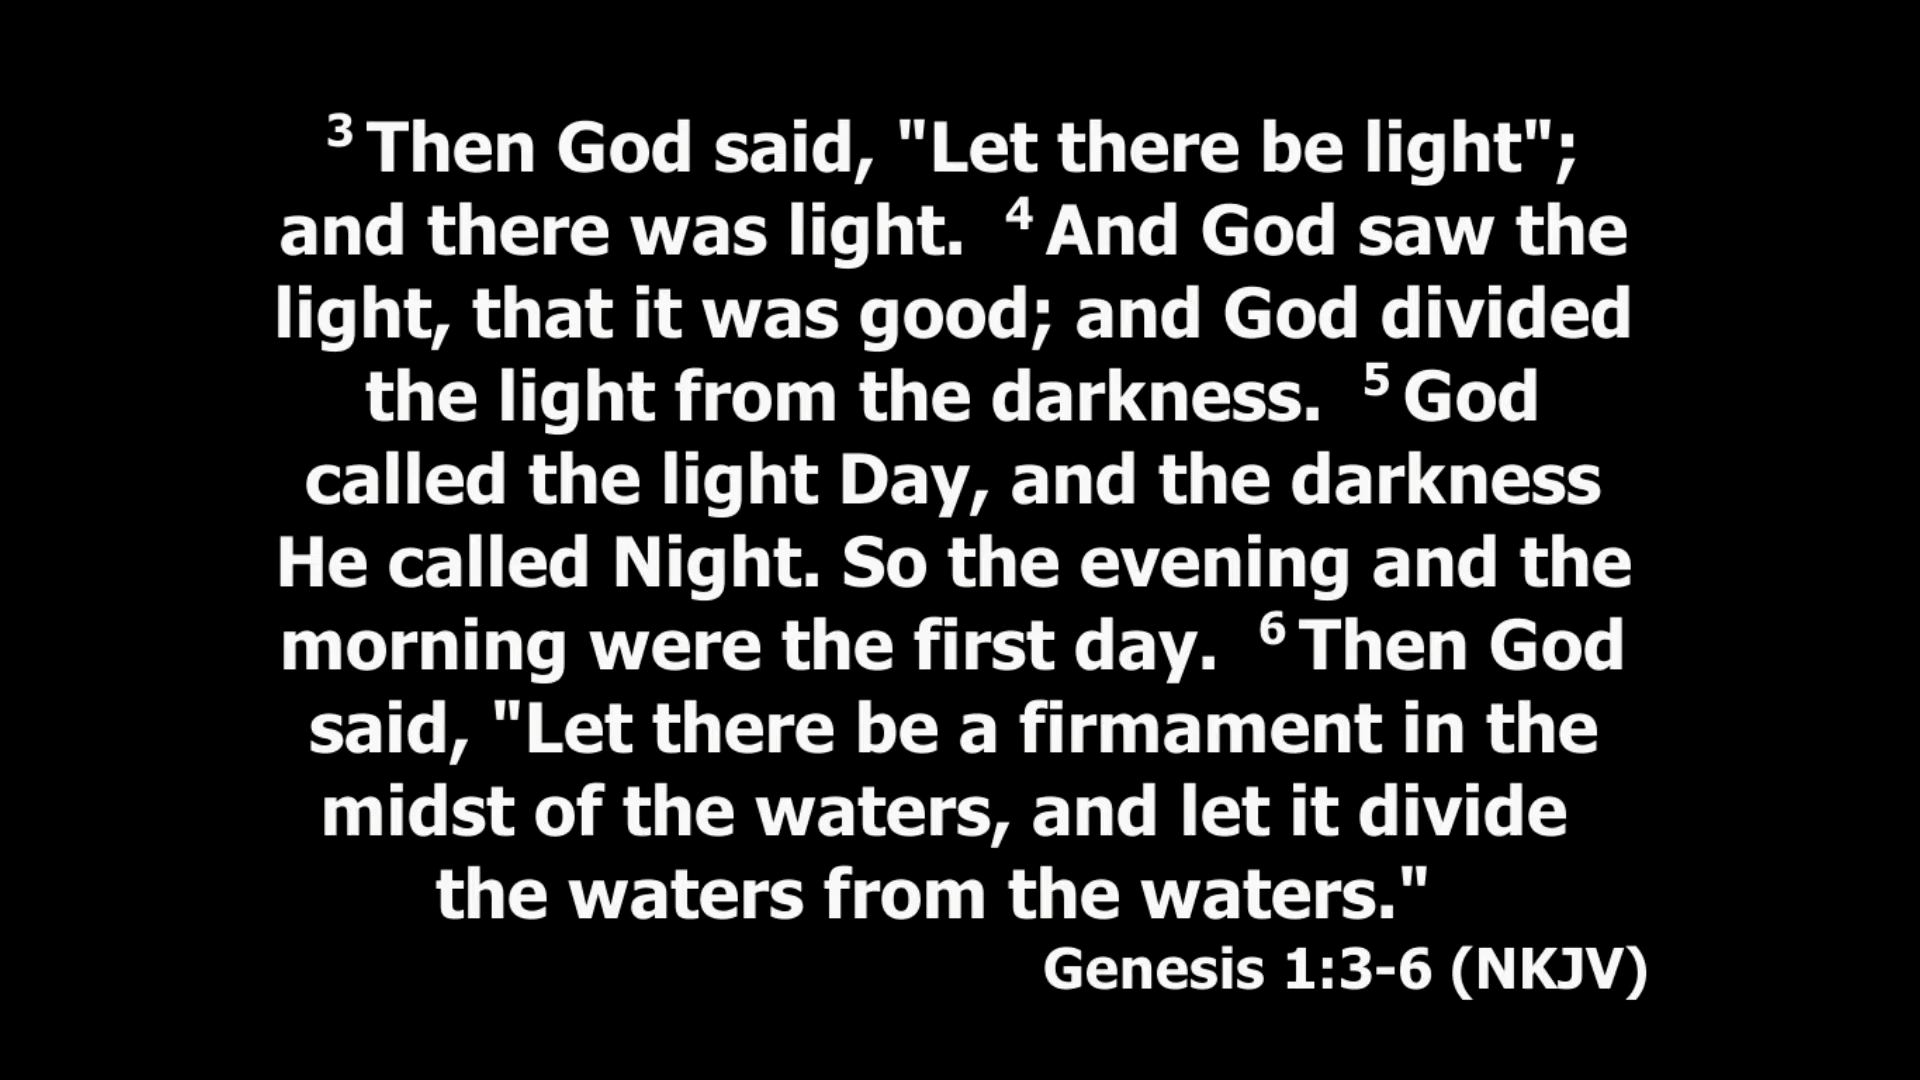 3 Then God said, "Let there be light";
and there was light. 4 And God saw the
light, that it was good; and God divided
the light from the darkness. 5 God
called the light Day, and the darkness
He called Night. So the evening and the
morning were the first day. 6 Then God
said, "Let there be a firmament in the
midst of the waters, and let it divide
the waters from the waters."
Genesis 1:3-6 (NKJV)